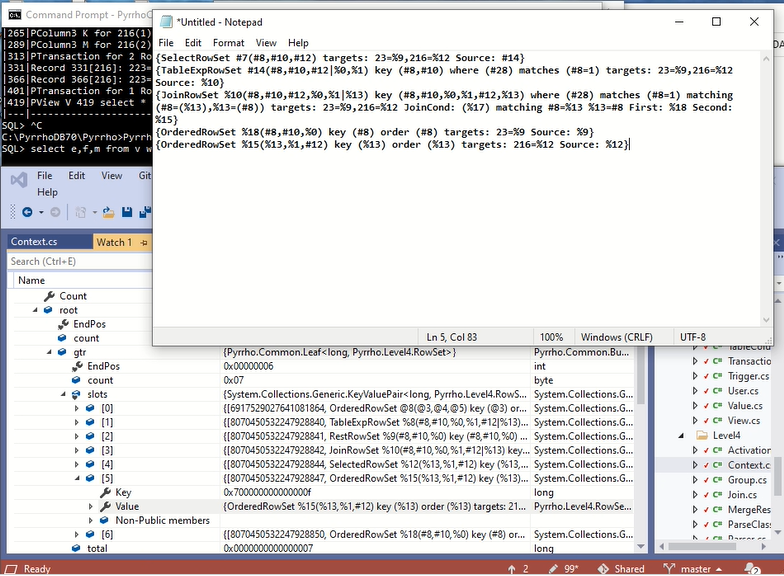 Command Prompt - Pyrrho
|265|PColumn3 K for 216(1)
|289|PColumn3 M for 216(2)
|313|PTransaction for 2 Ro
|331|Record 331[216]: 223=
|366|Record 366[216]: 223=
|401|PTransaction for 1 Ro
|419|PView V 419 select *
|---|------------------
SQL> ^C
C:\PyrrhoDB70\Pyrrho>Pyrrh
SQL> select e,f,m from v w
*Untitled - Notepad
File Edit Format View Help
{SelectRowSet #7(#8,#10,#12) targets: 23=%9,216=%12 Source: #14}
{TableExpRowSet #14(#8,#10,#12|%0,%1) key (#8,#10) where (#28) matches (#8=1) targets: 23=%9,216=%12
Source: %10}
{JoinRowSet %10(#8,#10,#12,%0,%1|%13) key (#8,#10,%0,%1,#12,%13) where (#28) matches (#8=1) matching
(#8=(%13),%13=(#8)) targets: 23=%9,216=%12 JoinCond: (%17) matching #8=%13 %13=#8 First: %18 Second:
%15}
{OrderedRowSet %18(#8,#10,%0) key (#8) order (#8) targets: 23=%9 Source: %9}
{OrderedRowSet %15(%13,%1,#12) key (%13) order (%13) targets: 216=%12 Source: %12}
Ln 5, Col 83 100% Windows (CRLF) UTF-8
File Edit View Git
Help
Context.cs Watch 1
Search (Ctrl+E)
Name
Count
root
EndPos
count
gtr {Pyrrho.Common.Leaf<long, Pyrrho.Level4.RowSet>} Pyrrho.Common.Bu...
EndPos 0x00000006 int
count 0x07 byte
slots {System.Collections.Generic.KeyValuePair<long, Pyrrho.Level4.RowS... System.Collections.G...
[0] {[6917529027641081864, OrderedRowSet @8(@3,@4,@5) key (@3) or... System.Collections.G...
[1] {[8070450532247928840, TableExpRowSet %8(#8,#10,%0,%1,#12|%13)... System.Collections.G...
[2] {[8070450532247928841, RestRowSet %9(#8,#10,%0) key (#8,#10,%0) ... System.Collections.G...
[3] {[8070450532247928842, JoinRowSet %10(#8,#10,#12,%0,%1|%13) key... System.Collections.G...
[4] {[8070450532247928844, SelectedRowSet %12(%13,%1,#12) key (%13,... System.Collections.G...
[5] {[8070450532247928847, OrderedRowSet %15(%13,%1,#12) key (%13)... System.Collections.G...
Key 0x700000000000000f long
Value {OrderedRowSet %15(%13,%1,#12) key (%13) order (%13) targets: 21... Pyrrho.Level4.RowSe...
Non-Public members
[6] {[8070450532247928850, OrderedRowSet %18(#8,#10,%0) key (#8) or... System.Collections.G...
total 0x0000000000000007 long
Transactio
Trigger.cs
User.cs
Value.cs
View.cs
Level4
Activation
Context.c
Group.cs
Join.cs
MergeRes
ParseClass
Ready 2 99* Shared master 2